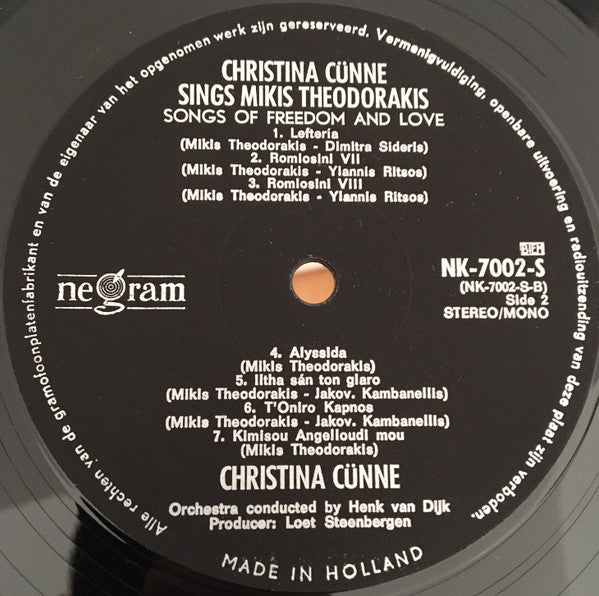 Alle rechten van de gramofoonplatenfabrikant en van de eigenaar van het opgenomen werk zijn gereserveerd. Vermenigvuldiging, openbare uitvoering en radiouitzending van deze plaat zijn verboden.
CHRISTINA CÜNNE
SINGS MIKIS THEODORAKIS
SONGS OF FREEDOM AND LOVE
1. Lefteria
(Mikis Theodorakis - Dimitra Sideris)
2. Romiosini VII
(Mikis Theodorakis - Yiannis Ritsos)
3. Romiosini VIII
(Mikis Theodorakis - Yiannis Ritsos)
negram
BIEM
NK-7002-S
(NK-7002-S-B)
Side 2
STEREO/MONO
4. Alyssida
(Mikis Theodorakis)
5. Iitha sán ton giaro
(Mikis Theodorakis - Jakov. Kambanellis)
6. T'Oniro Kapnos
(Mikis Theodorakis - Jakov. Kambanellis)
7. Kimisou Angelioudi mou
(Mikis Theodorakis)
CHRISTINA CÜNNE
Orchestra conducted by Henk van Dijk
Producer: Loet Steenbergen
MADE IN HOLLAND